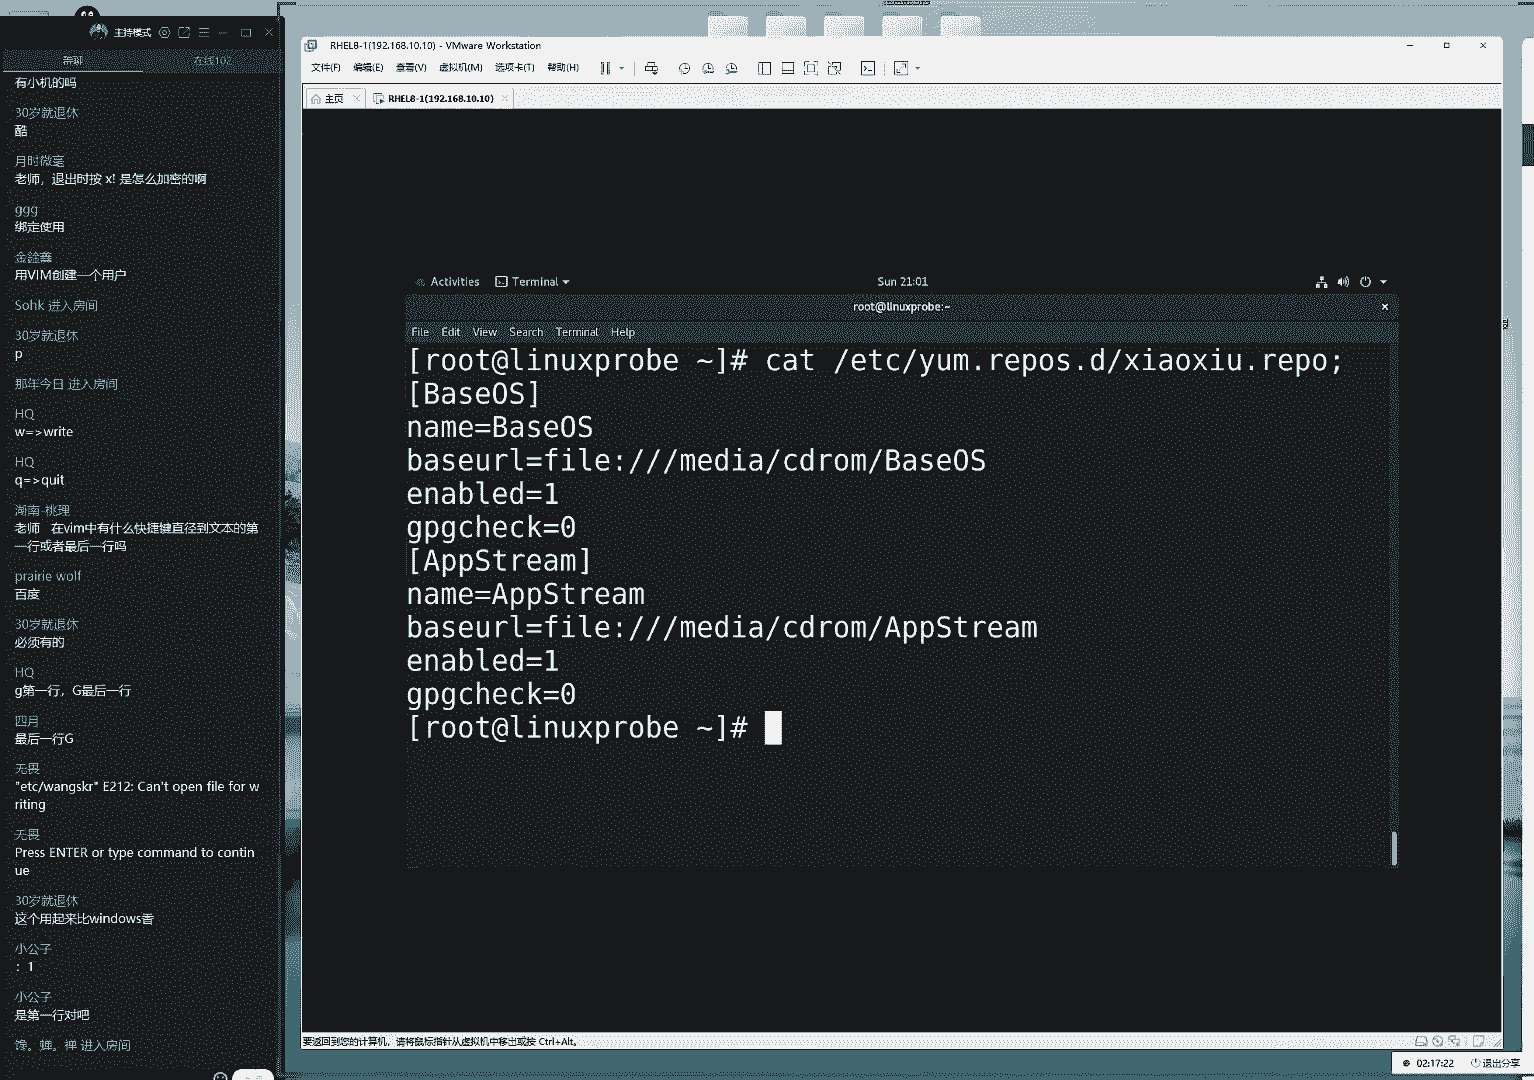 主持模式
群聊
在线102
有小机的吗
30岁就退休
酷
月时微毫
老师，退出时按 x! 是怎么加密的啊
ggg
绑定使用
金鍂鑫
用VIM创建一个用户
Sohk 进入房间
30岁就退休
p
那年今日 进入房间
HQ
w=>write
HQ
q=>quit
渐南-桃理
老师 在vim中有什么快捷键直径到文本的第
一行或者最后一行吗
prairie wolf
百度
30岁就退休
必须有的
HQ
g第一行，G最后一行
四月
最后一行G
无畏
"etc/wangskr" E212: Can't open file for w
riting
无畏
Press ENTER or type command to contin
ue
30岁就退休
这个用起来比windows香
小公子
：1
小公子
是第一行对吧
馋。蝉。禅 进入房间
RHEL8-1(192.168.10.10) - VMware Workstation
文件(F) 编辑(E) 查看(V) 虚拟机(M) 选项卡(T) 帮助(H)
主页
RHEL8-1(192.168.10.10)
Activities Terminal
Sun 21:01
root@linuxprobe:~
File Edit View Search Terminal Help
[root@linuxprobe ~]# cat /etc/yum.repos.d/xiaoxiu.repo;
[BaseOS]
name=BaseOS
baseurl=file:///media/cdrom/BaseOS
enabled=1
gpgcheck=0
[AppStream]
name=AppStream
baseurl=file:///media/cdrom/AppStream
enabled=1
gpgcheck=0
[root@linuxprobe ~]#
要返回到您的计算机，请将鼠标指针从虚拟机中移出或按 Ctrl+Alt。
02:17:22
退出分享